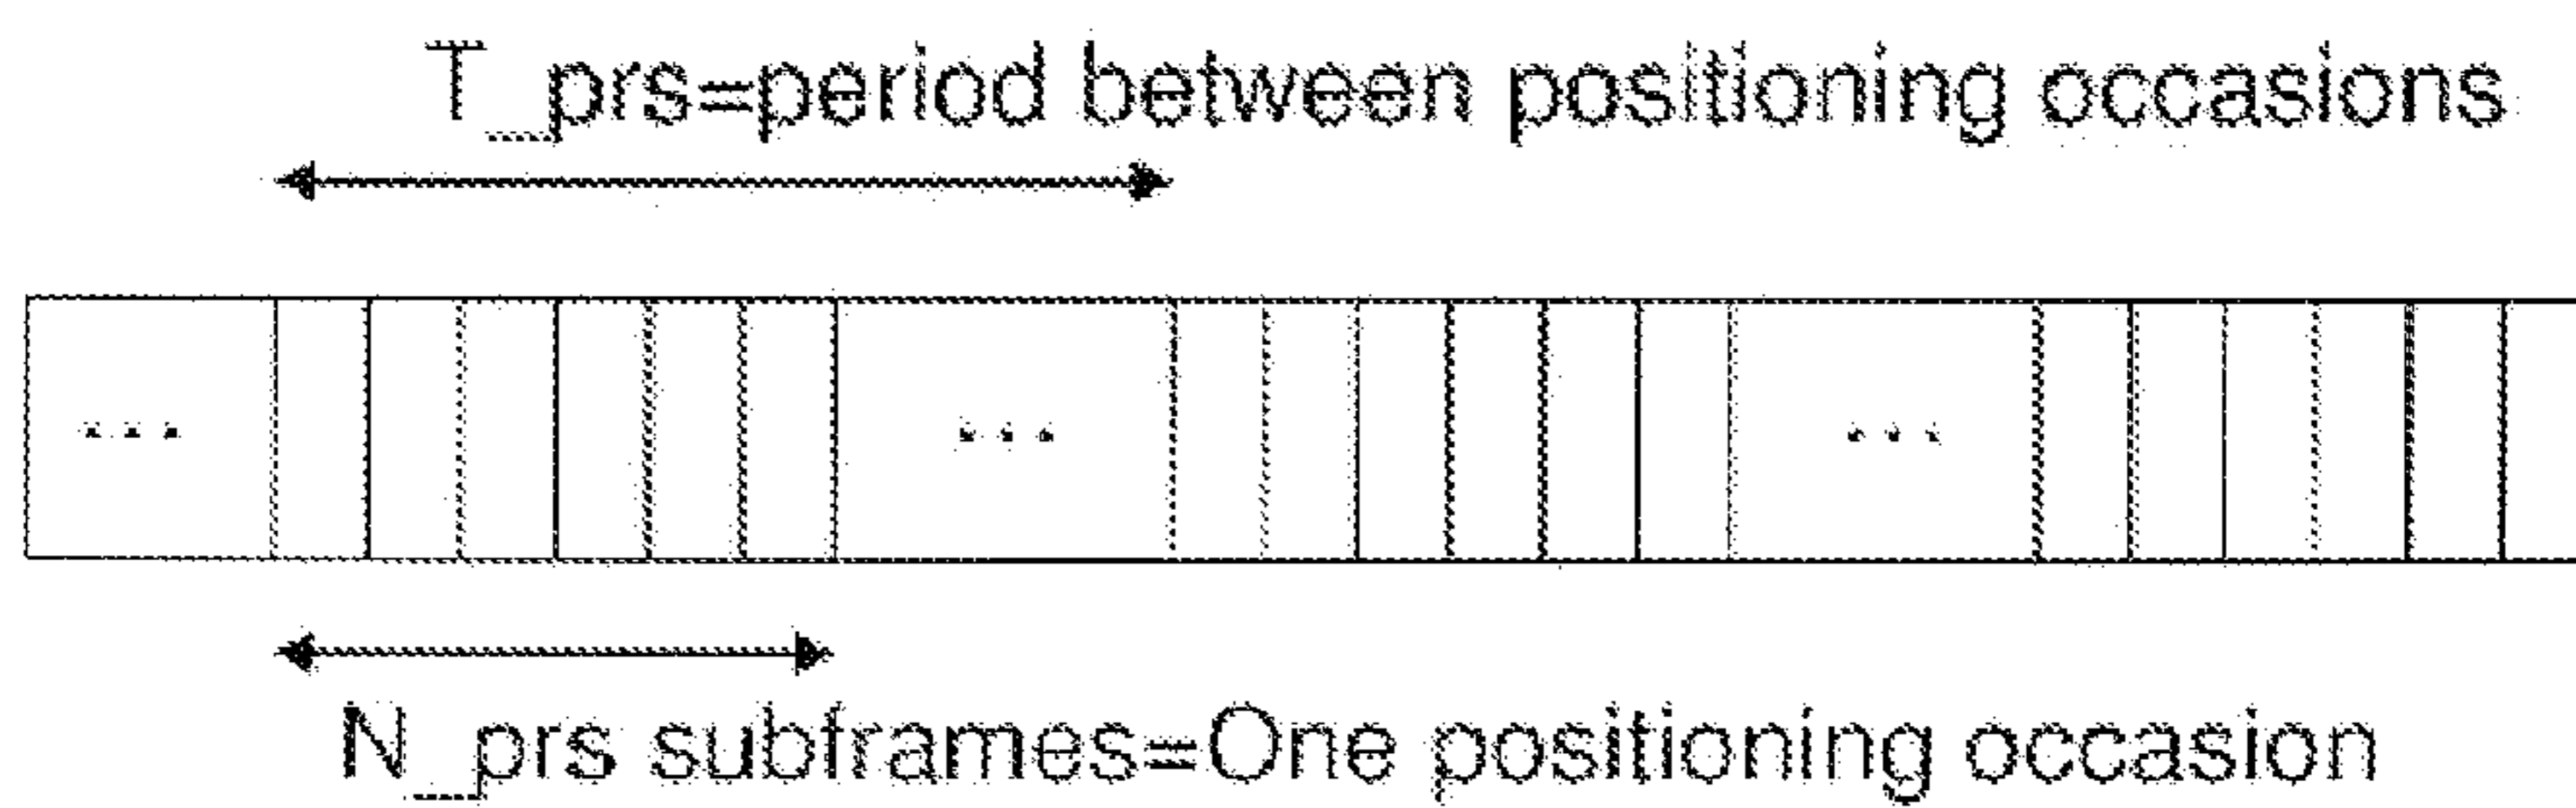 T_prs=period between positioning occasions
... ... ...
N_prs subframes=One positioning occasion